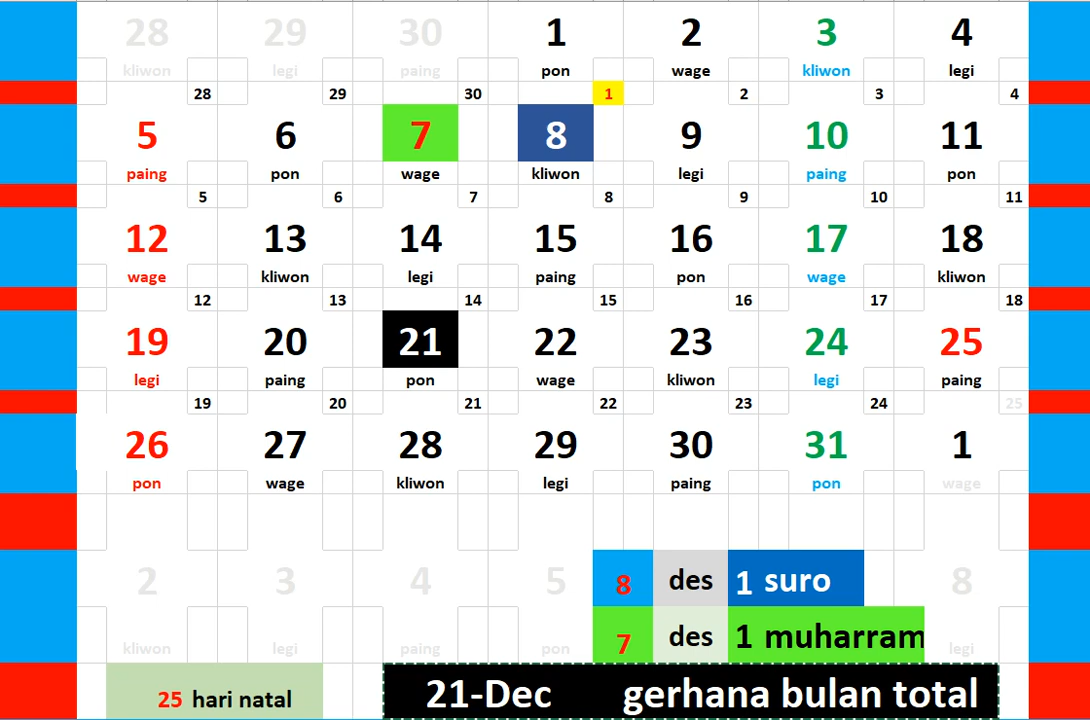 28 29 30 1 2 3 4
kliwon legi paing pon wage kliwon legi
28 29 30 1 2 3 4
5 6 7 8 9 10 11
paing pon wage kliwon legi paing pon
5 6 7 8 9 10 11
12 13 14 15 16 17 18
wage kliwon legi paing pon wage kliwon
12 13 14 15 16 17 18
19 20 21 22 23 24 25
legi paing pon wage kliwon legi paing
19 20 21 22 23 24 25
26 27 28 29 30 31 1
pon wage kliwon legi paing pon wage
2 3 4 5 8 des 1 suro 8
kliwon legi paing pon 7 des 1 muharram legi
25 hari natal 21-Dec gerhana bulan total